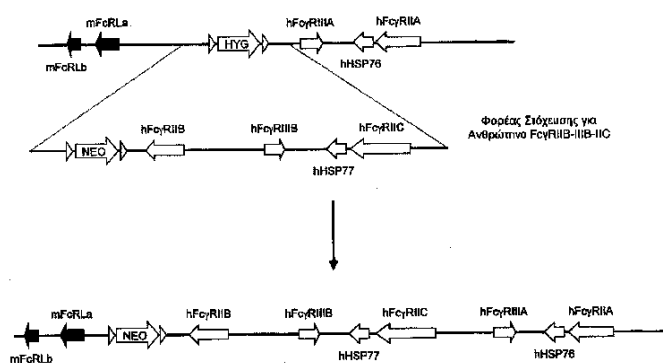 mFcRLa
hFcγRIIIA hFcγRIIA
HYG
mFcRLb
hHSP76
hFcγRIIB hFcγRIIIB hFcγRIIC
NEO
hHSP77
Φορέας Στόχευσης για
Ανθρώπινα FcγRIIB-IIIB-IIC
mFcRLa hFcγRIIB hFcγRIIIB hFcγRIIC hFcγRIIIA hFcγRIIA
NEO
mFcRLb hHSP77 hHSP76